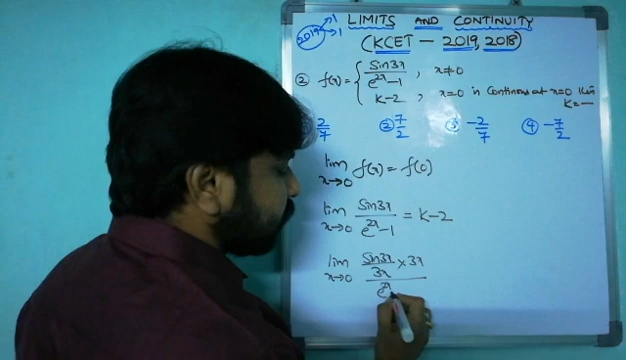 2019 → 1
→ 1
LIMITS AND CONTINUITY
(KCET — 2019, 2018)
② f(x) = { Sin3x / e^2x − 1 , x ≠ 0
K−2 , x=0 is Continuous at x=0 then
K = —
2/7 ② 7/2 ③ −2/7 ④ −7/2
lim x→0 f(x) = f(0)
lim x→0 Sin3x / e^2x − 1 = K−2
lim x→0 Sin3x / 3x × 3x